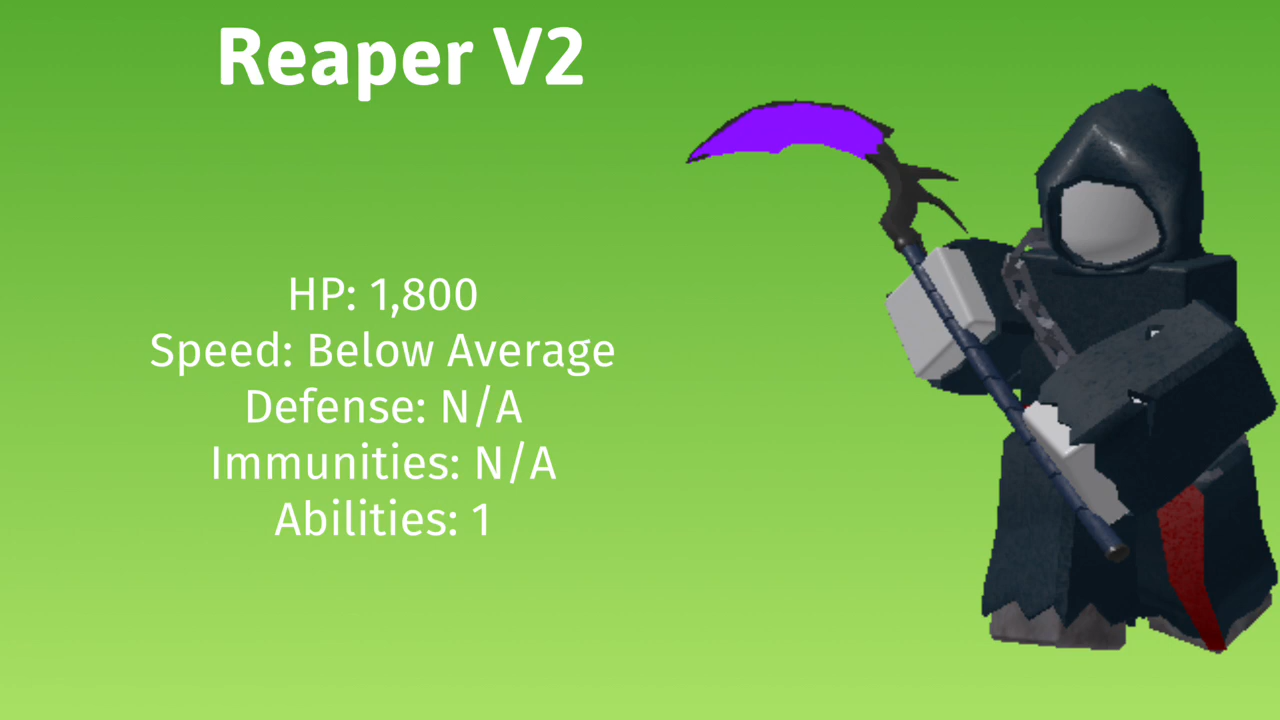 Reaper V2
HP: 1,800
Speed: Below Average
Defense: N/A
Immunities: N/A
Abilities: 1